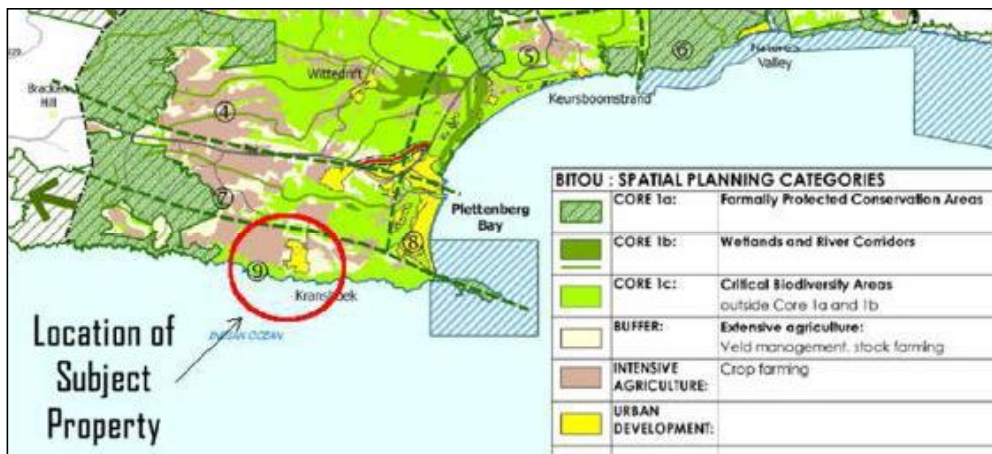 Wittedrift
Bracken
Hill
④
⑤
⑥
Nature's
Valley
Keursboomstrand
⑦
Plettenberg
Bay
⑧
⑨
Kranshoek
INDIAN OCEAN
Location of
Subject
Property
BITOU : SPATIAL PLANNING CATEGORIES
CORE 1a: Formally Protected Conservation Areas
CORE 1b: Wetlands and River Corridors
CORE 1c: Critical Biodiversity Areas
outside Core 1a and 1b
BUFFER: Extensive agriculture:
Veld management, stock farming
INTENSIVE Crop farming
AGRICULTURE:
URBAN
DEVELOPMENT: